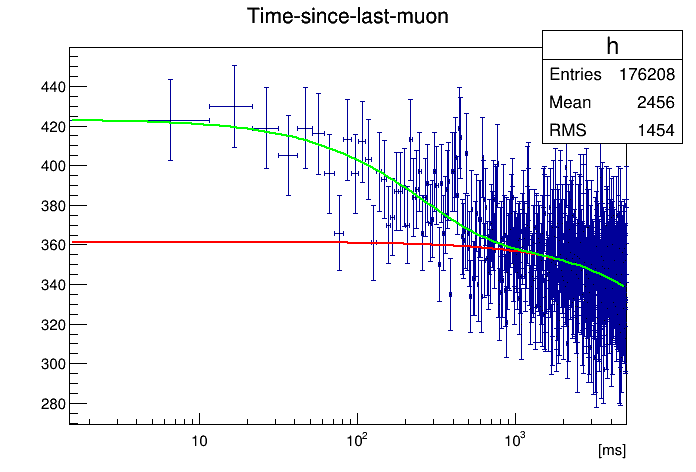 Time-since-last-muon
h
Entries 176208
Mean 2456
RMS 1454
440
420
400
380
360
340
320
300
280
10
10²
10³
[ms]